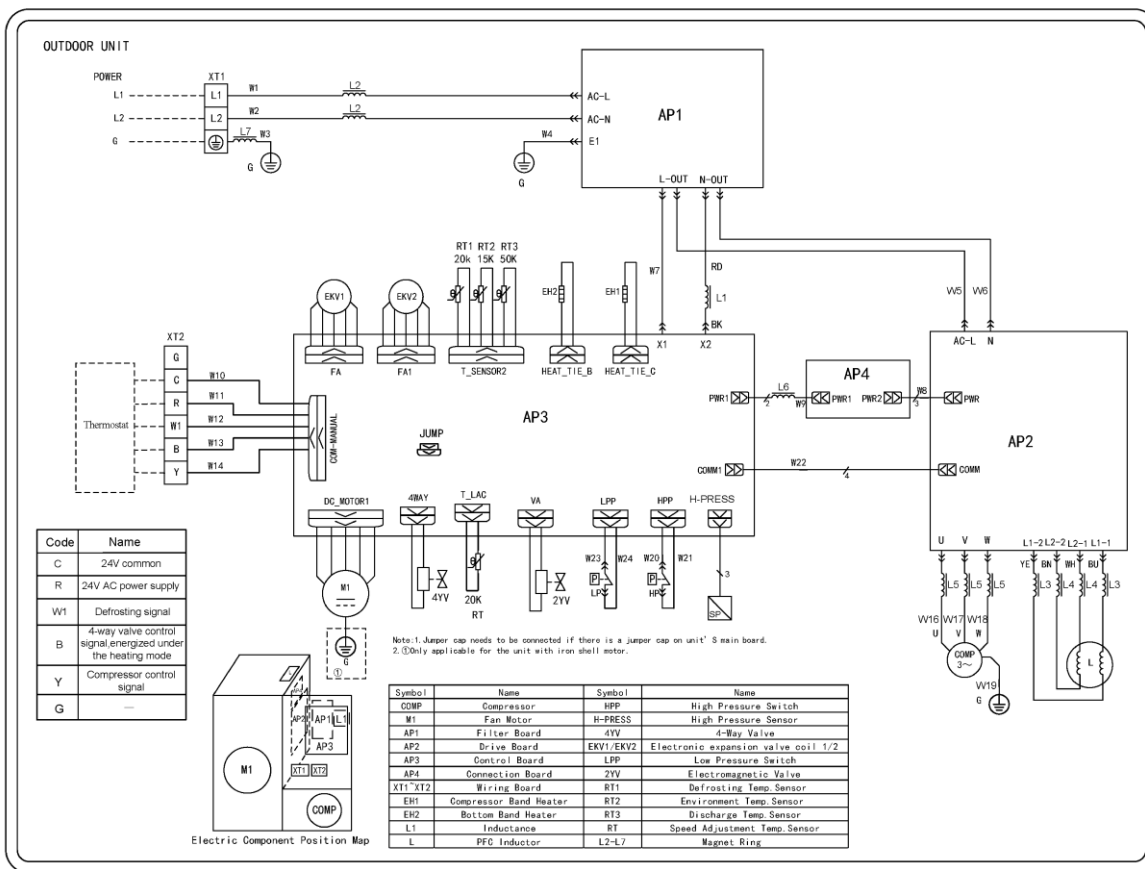 OUTDOOR UNIT
POWER
XT1
L1
L1
W1
L2
AC-L
L2
L2
W2
L2
AC-N
AP1
G
L7
W3
W4
E1
G
G
L-OUT
N-OUT
RT1 RT2 RT3
20k 15K 50K
W7
RD
EKV1
EKV2
EH2
EH1
L1
W5
W6
BK
XT2
X1
X2
AC-L
N
G
FA
FA1
T_SENSOR2
HEAT_TIE_B
HEAT_TIE_C
C
W10
AP4
R
W11
L6
W8
PWR1
2
W9
PWR1
PWR2
3
PWR
Thermostat
W1
W12
AP3
COM-MANUAL
B
W13
JUMP
AP2
Y
W14
COMM1
W22
4
COMM
DC_MOTOR1
4WAY
T_LAC
VA
LPP
HPP
H-PRESS
U
V
W
L1-2
L2-2
L2-1
L1-1
YE
BN
WH
BU
Code
Name
C
24V common
R
24V AC power supply
W1
Defrosting signal
B
4-way valve control
signal,energized under
the heating mode
Y
Compressor control
signal
G
—
M1
4YV
20K
RT
2YV
W23
W24
P
LP
W20
W21
P
HP
3
SP
L5
L5
L5
L3
L4
L4
L3
W16
W17
W18
U
V
W
COMP
3～
L
W19
G
G
①
Note:1.Jumper cap needs to be connected if there is a jumper cap on unit' S main board.
2.①Only applicable for the unit with iron shell motor.
AP2
AP1
L1
AP3
M1
XT1
XT2
COMP
Electric Component Position Map
Symbol Name Symbol Name
COMP Compressor HPP High Pressure Switch
M1 Fan Motor H-PRESS High Pressure Sensor
AP1 Filter Board 4YV 4-Way Valve
AP2 Drive Board EKV1/EKV2 Electronic expansion valve coil 1/2
AP3 Control Board LPP Low Pressure Switch
AP4 Connection Board 2YV Electromagnetic Valve
XT1~XT2 Wiring Board RT1 Defrosting Temp.Sensor
EH1 Compressor Band Heater RT2 Environment Temp.Sensor
EH2 Bottom Band Heater RT3 Discharge Temp.Sensor
L1 Inductance RT Speed Adjustment Temp.Sensor
L PFC Inductor L2-L7 Magnet Ring